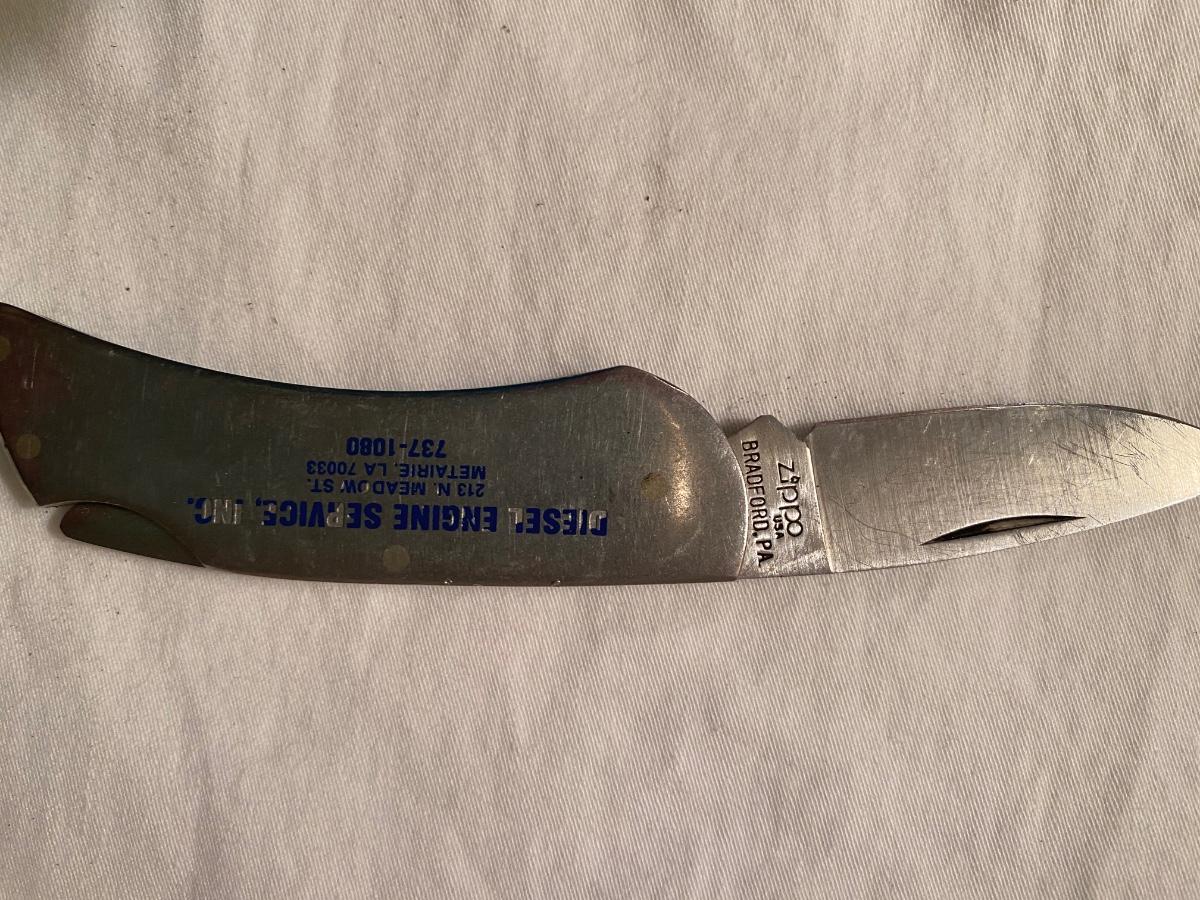 DIESEL ENGINE SERVICE, INC.
213 N. MEADOW ST.
METAIRIE, LA 70033
737-1080
zippo
USA
BRADFORD, PA.